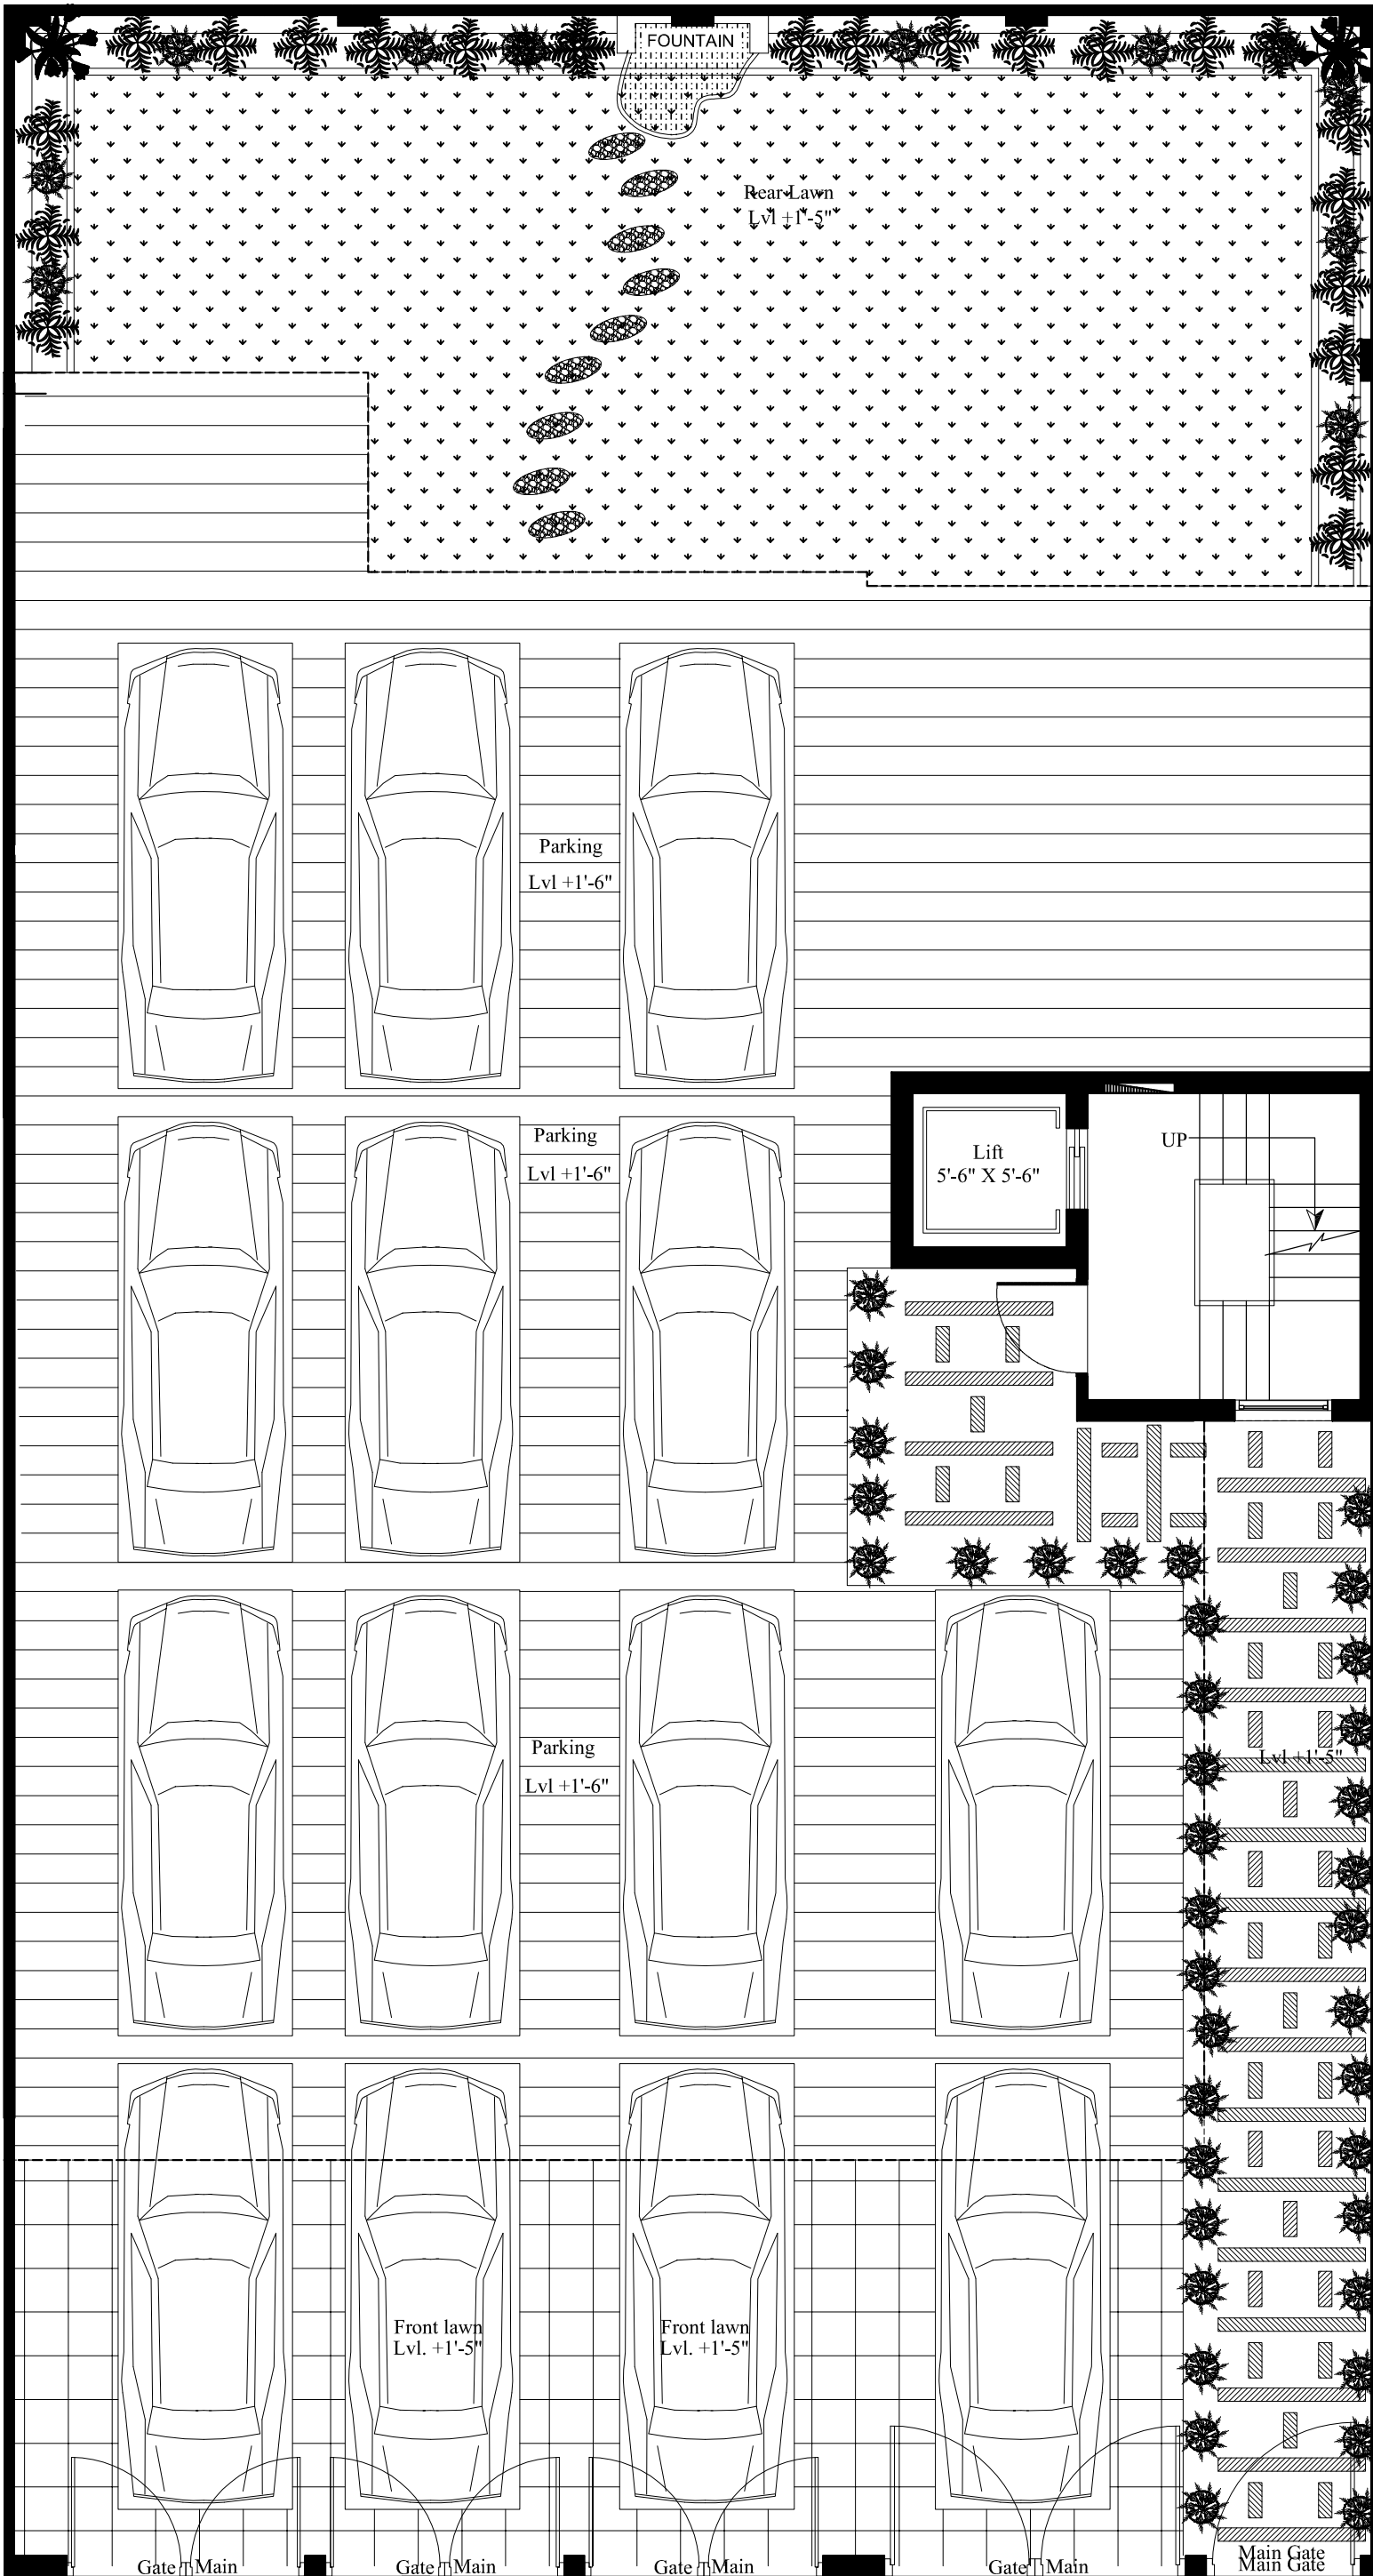 FOUNTAIN
Rear Lawn
Lvl +1'-5"
Parking
Lvl +1'-6"
Parking
Lvl +1'-6"
Lift
5'-6" X 5'-6"
UP
Parking
Lvl +1'-6"
Lvl +1'-5"
Front lawn
Lvl. +1'-5"
Front lawn
Lvl. +1'-5"
Gate Main
Gate Main
Gate Main
Gate Main
Main Gate
Main Gate